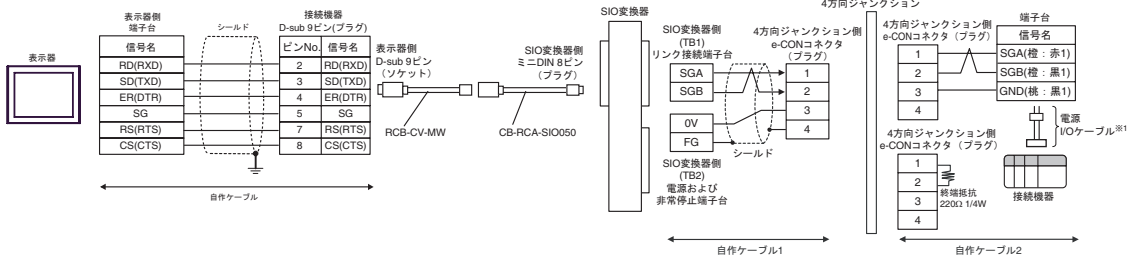 表示器
表示器側
端子台
信号名
RD(RXD)
SD(TXD)
ER(DTR)
SG
RS(RTS)
CS(CTS)
シールド
接続機器
D-sub 9ピン(プラグ)
ピンNo. 信号名
2 RD(RXD)
3 SD(TXD)
4 ER(DTR)
5 SG
7 RS(RTS)
8 CS(CTS)
自作ケーブル
表示器側
D-sub 9ピン
(ソケット)
RCB-CV-MW
SIO変換器側
ミニDIN 8ピン
(プラグ)
CB-RCA-SIO050
SIO変換器
SIO変換器側
(TB1)
リンク接続端子台
SGA
SGB
0V
FG
SIO変換器側
(TB2)
電源および
非常停止端子台
シールド
4方向ジャンクション側
e-CONコネクタ(プラグ)
1
2
3
4
自作ケーブル1
4方向ジャンクション
4方向ジャンクション側
e-CONコネクタ(プラグ)
1
2
3
4
4方向ジャンクション側
e-CONコネクタ(プラグ)
1
2
3
4
終端抵抗
220Ω 1/4W
端子台
信号名
SGA(橙:赤1)
SGB(橙:黒1)
GND(桃:黒1)
電源
I/Oケーブル※1
接続機器
自作ケーブル2